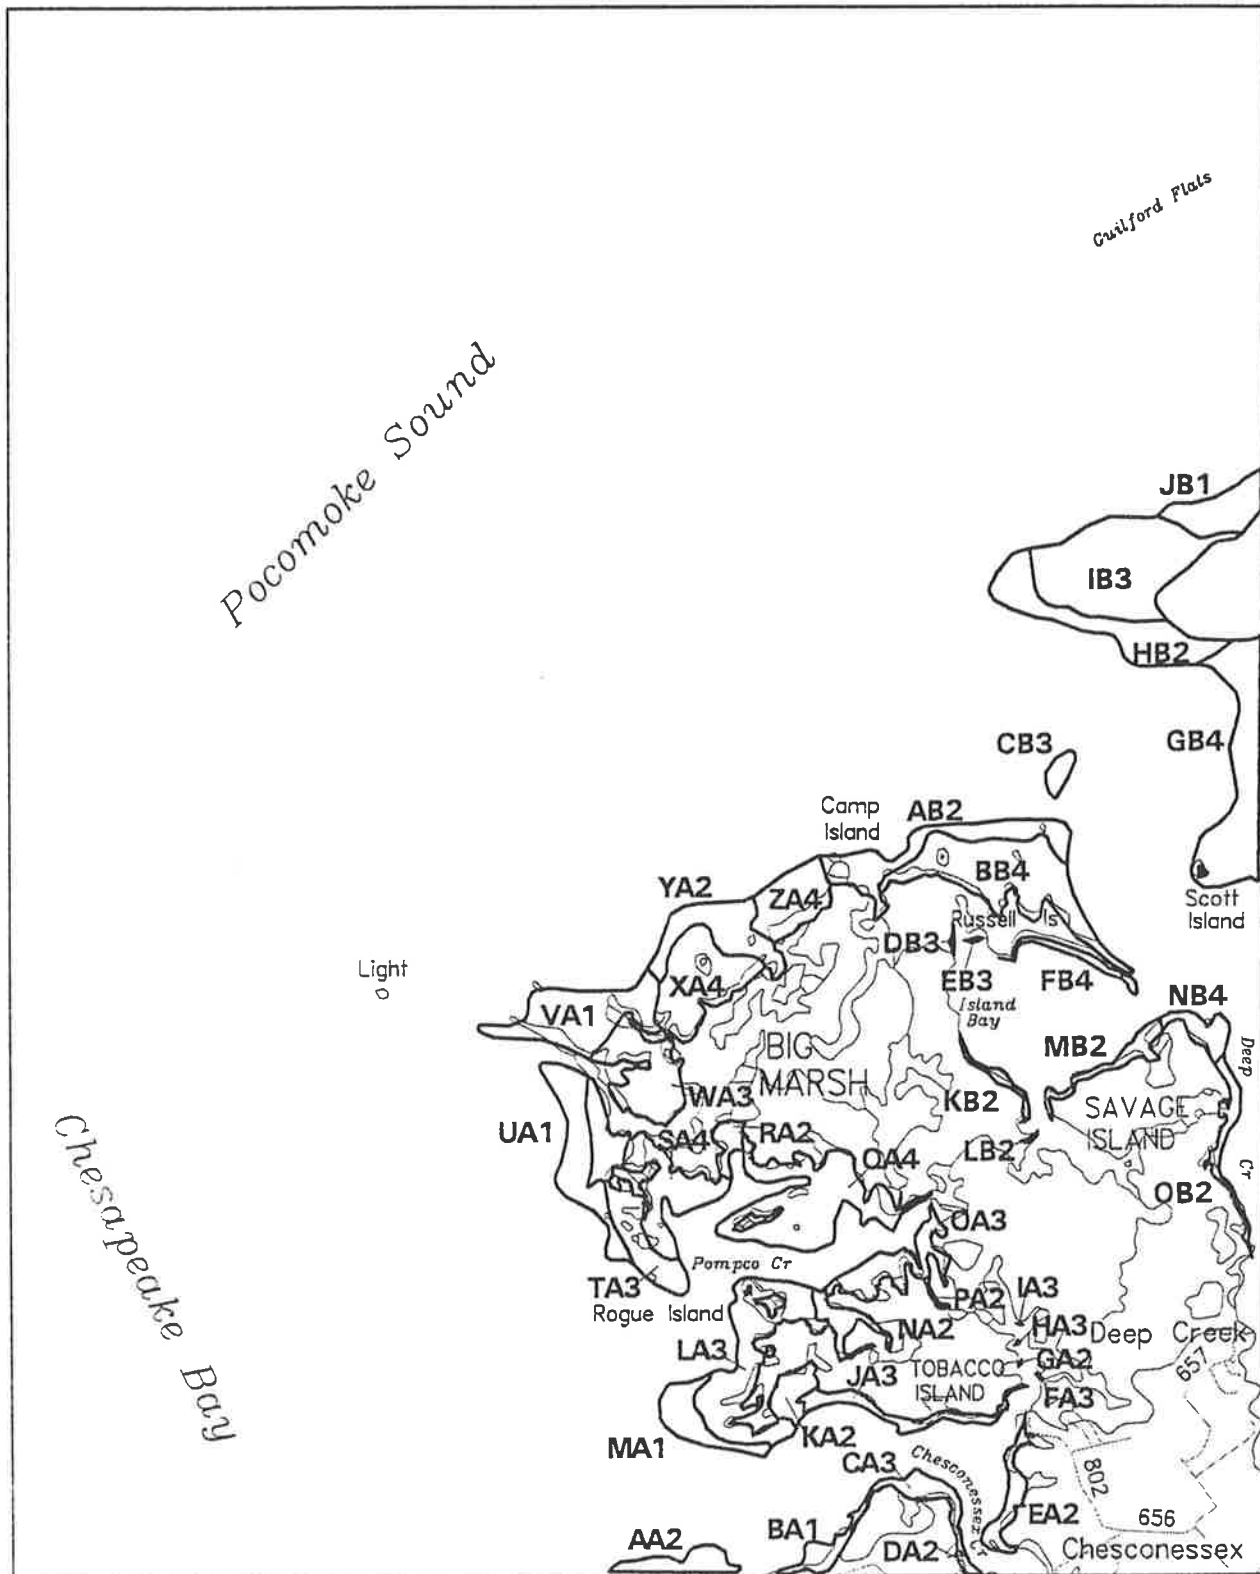 Guilford Flats
Pocomoke Sound
JB1
IB3
HB2
CB3
GB4
Camp
Island
AB2
BB4
YA2
ZA4
Scott
Island
Russell Is
DB3
Light
XA4
EB3
FB4
Island
Bay
NB4
VA1
BIG
MARSH
MB2
Deep
Cr
WA3
KB2
SAVAGE
ISLAND
UA1
SA4
RA2
LB2
OA4
OB2
OA3
Pompco Cr
TA3
Rogue Island
PA2
IA3
NA2
HA3
Deep Creek
LA3
GA2
657
JA3
TOBACCO
ISLAND
FA3
Chesapeake Bay
MA1
KA2
CA3
Chesconessex Cr
802
EA2
656
BA1
AA2
DA2
Chesconessex